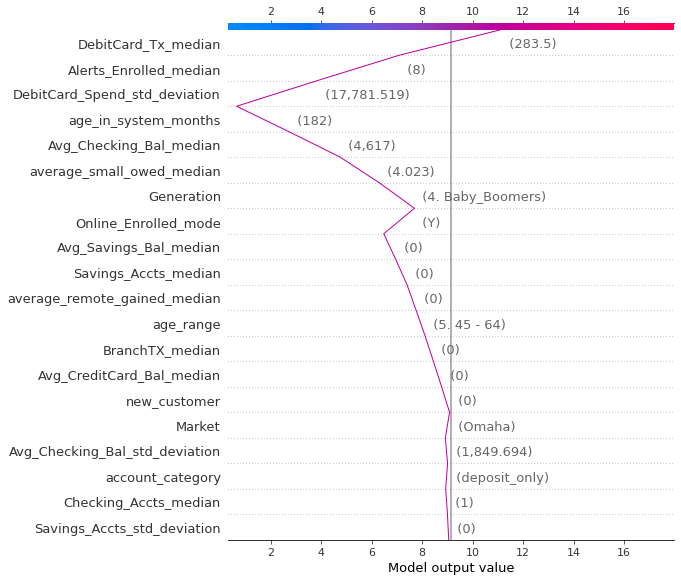 2 4 6 8 10 12 14 16
DebitCard_Tx_median (283.5)
Alerts_Enrolled_median (8)
DebitCard_Spend_std_deviation (17,781.519)
age_in_system_months (182)
Avg_Checking_Bal_median (4,617)
average_small_owed_median (4.023)
Generation (4. Baby_Boomers)
Online_Enrolled_mode (Y)
Avg_Savings_Bal_median (0)
Savings_Accts_median (0)
average_remote_gained_median (0)
age_range (5. 45 - 64)
BranchTX_median (0)
Avg_CreditCard_Bal_median (0)
new_customer (0)
Market (Omaha)
Avg_Checking_Bal_std_deviation (1,849.694)
account_category (deposit_only)
Checking_Accts_median (1)
Savings_Accts_std_deviation (0)
2 4 6 8 10 12 14 16
Model output value